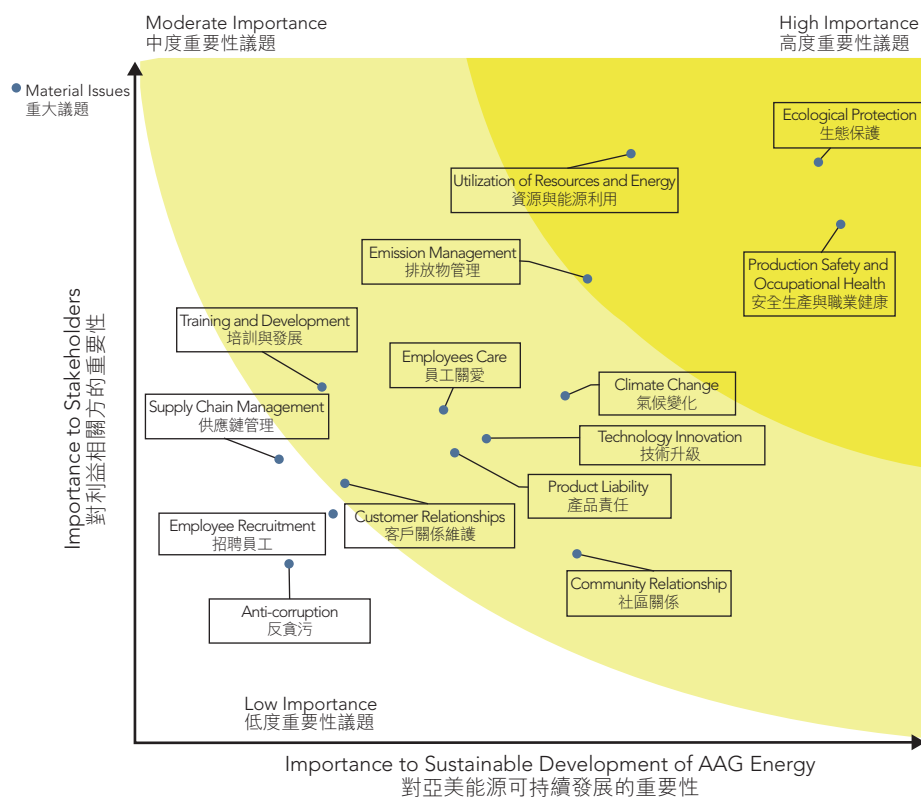 Moderate Importance
中度重要性議題
High Importance
高度重要性議題
Material Issues
重大議題
Ecological Protection
生態保護
Utilization of Resources and Energy
資源與能源利用
Emission Management
排放物管理
Production Safety and
Occupational Health
安全生產與職業健康
Training and Development
培訓與發展
Employees Care
員工關愛
Climate Change
氣候變化
Supply Chain Management
供應鏈管理
Technology Innovation
技術升級
Product Liability
產品責任
Customer Relationships
客戶關係維護
Employee Recruitment
招聘員工
Community Relationship
社區關係
Anti-corruption
反貪污
Low Importance
低度重要性議題
Importance to Stakeholders
對利益相關方的重要性
Importance to Sustainable Development of AAG Energy
對亞美能源可持續發展的重要性